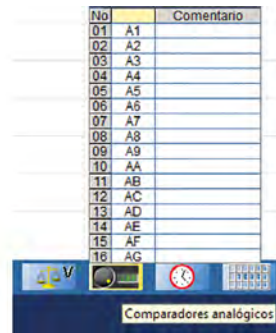 No Comentario
01 A1
02 A2
03 A3
04 A4
05 A5
06 A6
07 A7
08 A8
09 A9
10 AA
11 AB
12 AC
13 AD
14 AE
15 AF
16 AG
V
Comparadores analógicos